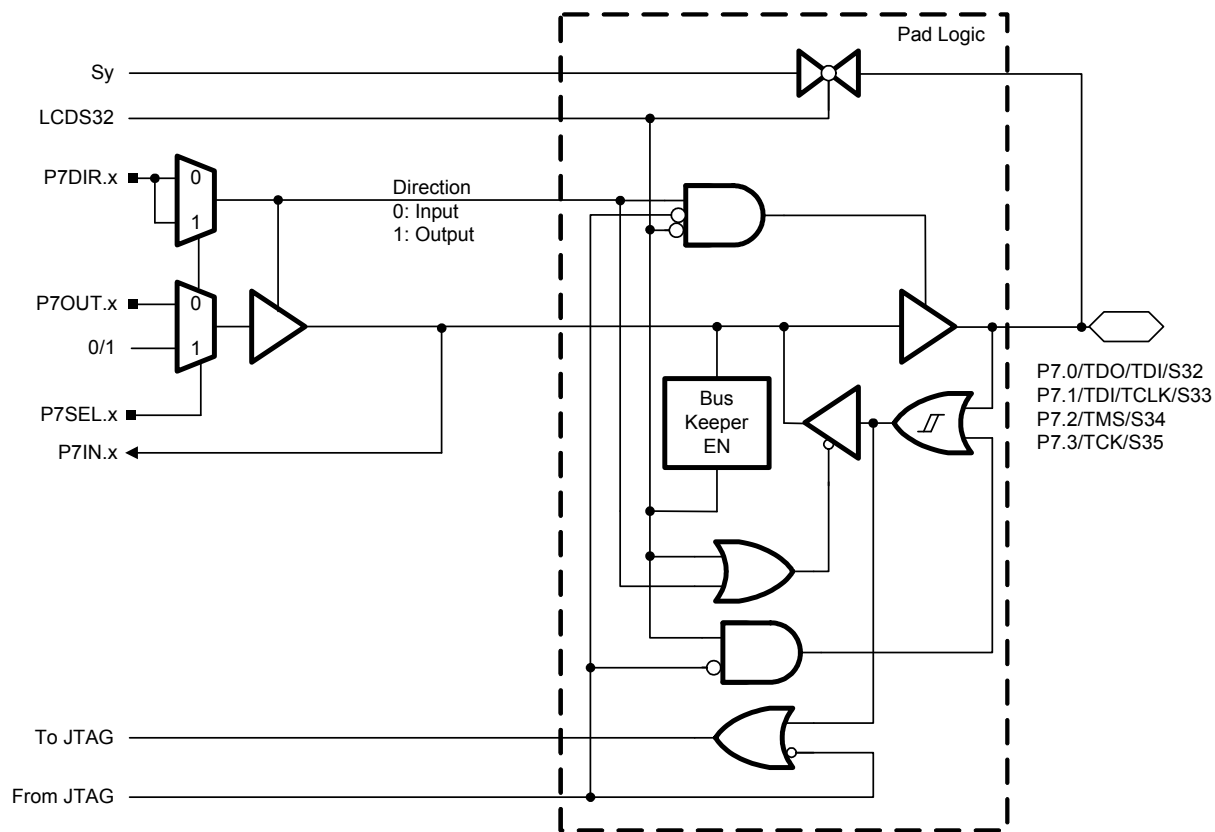 Pad Logic
Sy
LCDS32
P7DIR.x
0
1
Direction
0: Input
1: Output
P7OUT.x
0
0/1
1
P7SEL.x
P7IN.x
Bus
Keeper
EN
P7.0/TDO/TDI/S32
P7.1/TDI/TCLK/S33
P7.2/TMS/S34
P7.3/TCK/S35
To JTAG
From JTAG